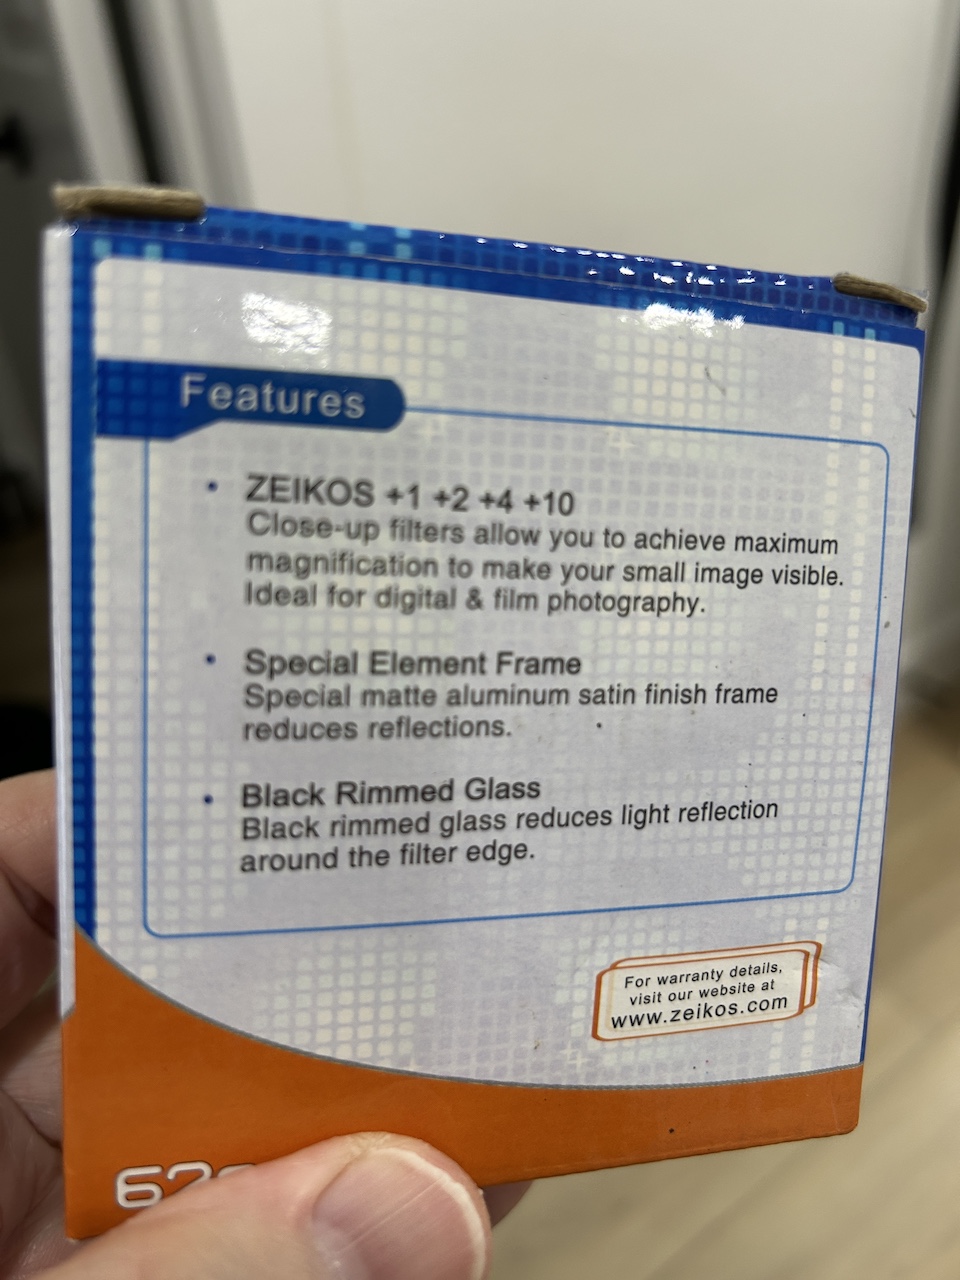 Features
• ZEIKOS +1 +2 +4 +10
Close-up filters allow you to achieve maximum
magnification to make your small image visible.
Ideal for digital & film photography.
• Special Element Frame
Special matte aluminum satin finish frame
reduces reflections.
• Black Rimmed Glass
Black rimmed glass reduces light reflection
around the filter edge.
For warranty details,
visit our website at
www.zeikos.com